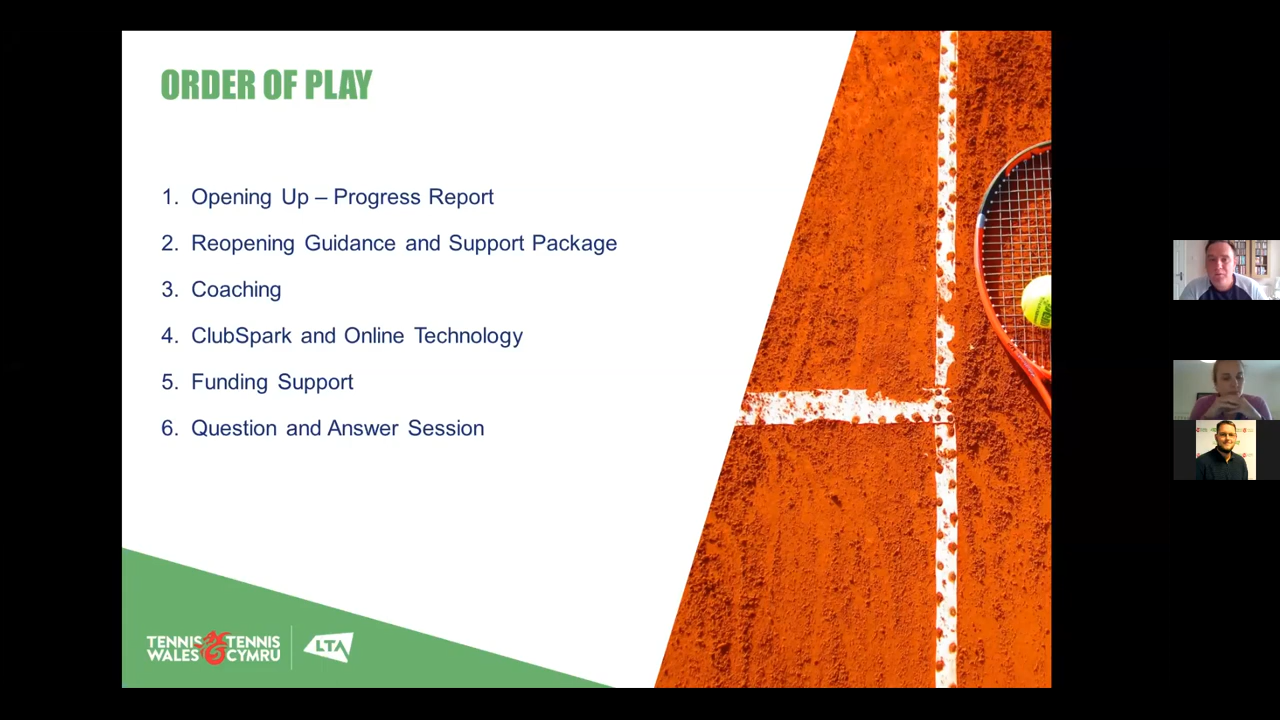 ORDER OF PLAY
1. Opening Up – Progress Report
2. Reopening Guidance and Support Package
3. Coaching
4. ClubSpark and Online Technology
5. Funding Support
6. Question and Answer Session
TENNIS TENNIS
WALES CYMRU
LTA